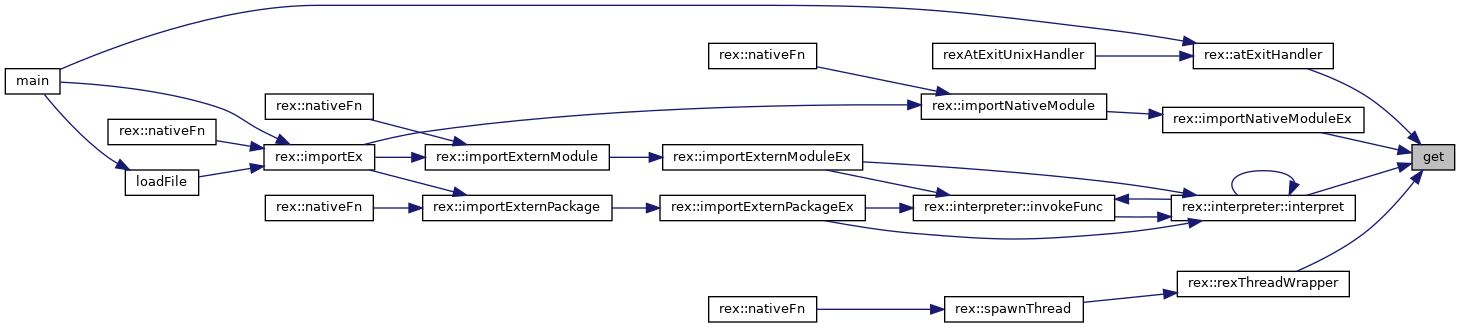 rex::nativeFn
rexAtExitUnixHandler
rex::atExitHandler
main
rex::nativeFn
rex::importNativeModule
rex::importNativeModuleEx
rex::nativeFn
rex::importEx
rex::importExternModule
rex::importExternModuleEx
get
loadFile
rex::nativeFn
rex::importExternPackage
rex::importExternPackageEx
rex::interpreter::invokeFunc
rex::interpreter::interpret
rex::rexThreadWrapper
rex::nativeFn
rex::spawnThread